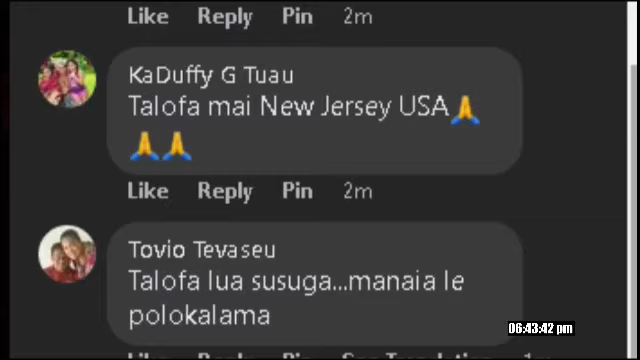 Like Reply Pin 2m
KaDuffy G Tuau
Talofa mai New Jersey USA🙏
🙏🙏
Like Reply Pin 2m
Tovio Tevaseu
Talofa lua susuga...manaia le
polokalama
06:43:42 pm